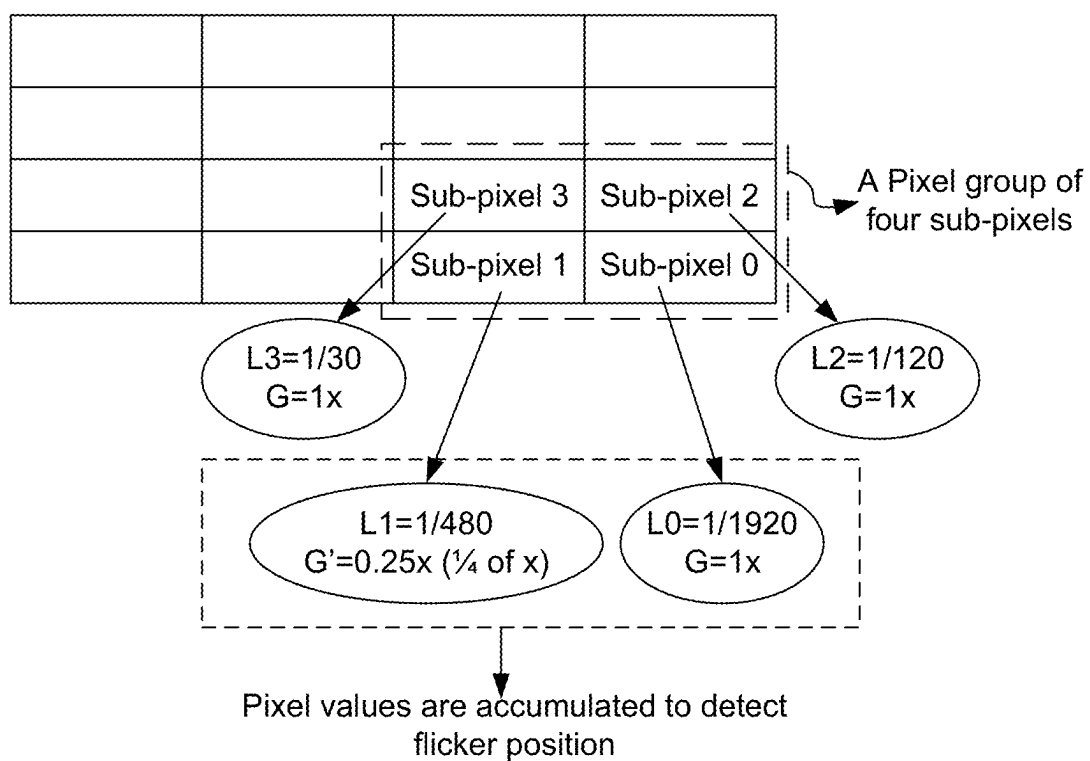 Sub-pixel 3
Sub-pixel 2
A Pixel group of
four sub-pixels
Sub-pixel 1
Sub-pixel 0
L3=1/30
G=1x
L2=1/120
G=1x
L1=1/480
G’=0.25x (¼ of x)
L0=1/1920
G=1x
Pixel values are accumulated to detect
flicker position